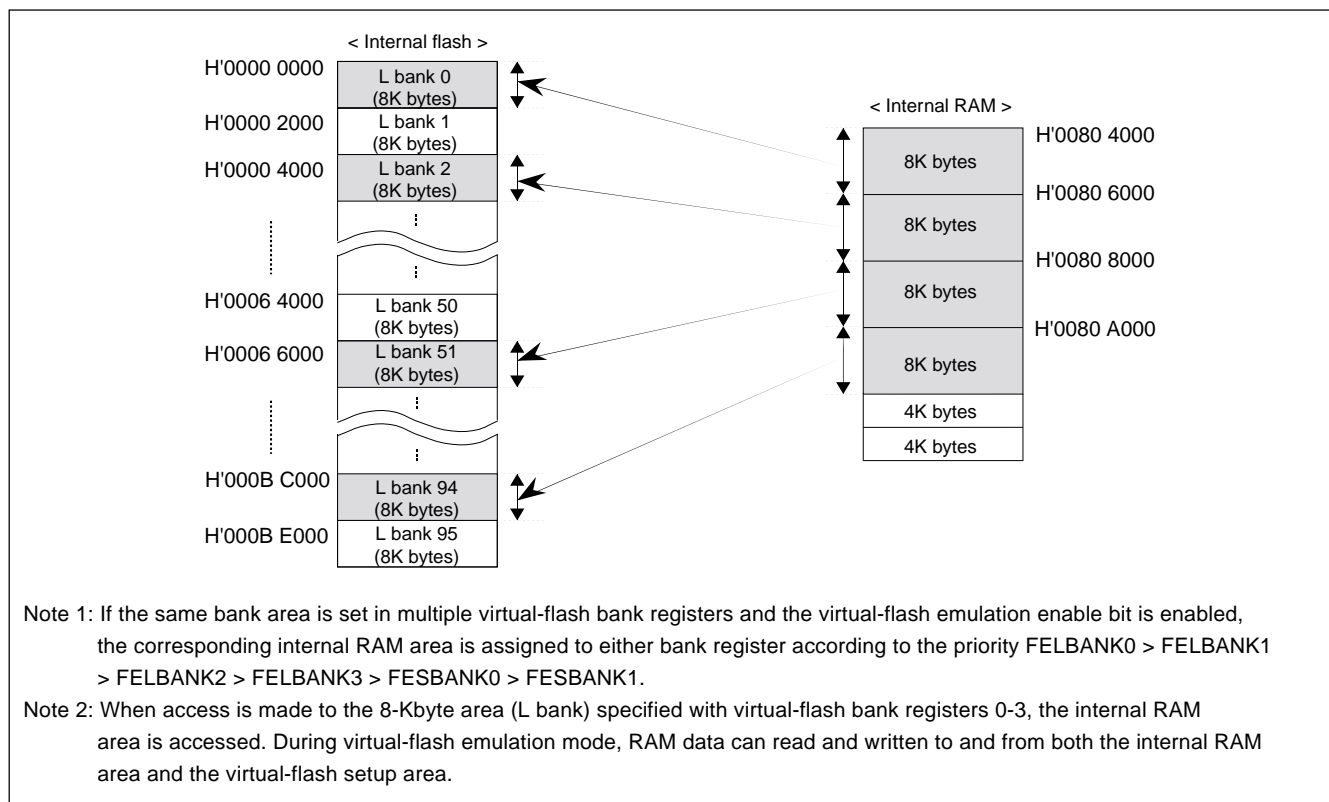 < Internal flash >
H'0000 0000
L bank 0
(8K bytes)
H'0000 2000
L bank 1
(8K bytes)
H'0000 4000
L bank 2
(8K bytes)
H'0006 4000
L bank 50
(8K bytes)
H'0006 6000
L bank 51
(8K bytes)
H'000B C000
L bank 94
(8K bytes)
H'000B E000
L bank 95
(8K bytes)
< Internal RAM >
H'0080 4000
8K bytes
H'0080 6000
8K bytes
H'0080 8000
8K bytes
H'0080 A000
8K bytes
4K bytes
4K bytes
Note 1: If the same bank area is set in multiple virtual-flash bank registers and the virtual-flash emulation enable bit is enabled,
the corresponding internal RAM area is assigned to either bank register according to the priority FELBANK0 > FELBANK1
> FELBANK2 > FELBANK3 > FESBANK0 > FESBANK1.
Note 2: When access is made to the 8-Kbyte area (L bank) specified with virtual-flash bank registers 0-3, the internal RAM
area is accessed. During virtual-flash emulation mode, RAM data can read and written to and from both the internal RAM
area and the virtual-flash setup area.